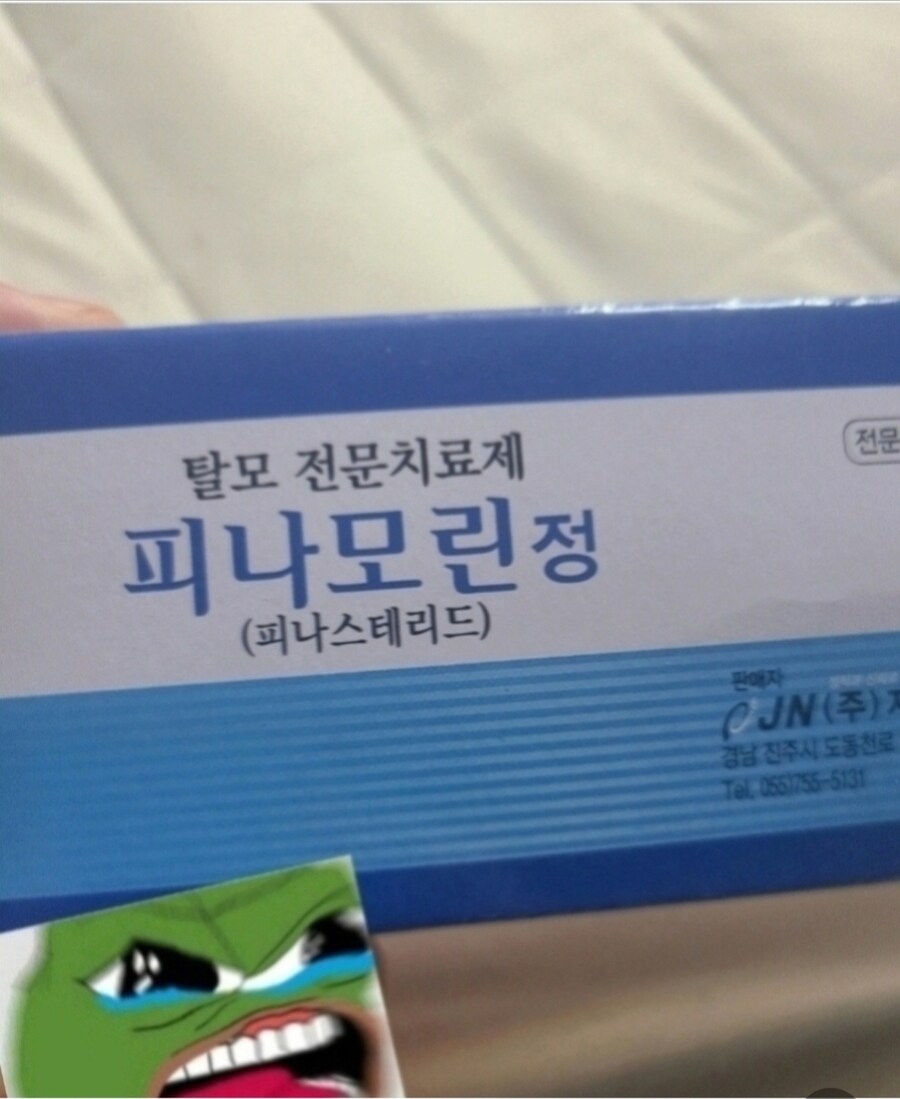 탈모 전문치료제
전문
피나모린정
(피나스테리드)
판매자
JN (주)
경남 진주시 도동천로
Tel. 055)755-5131